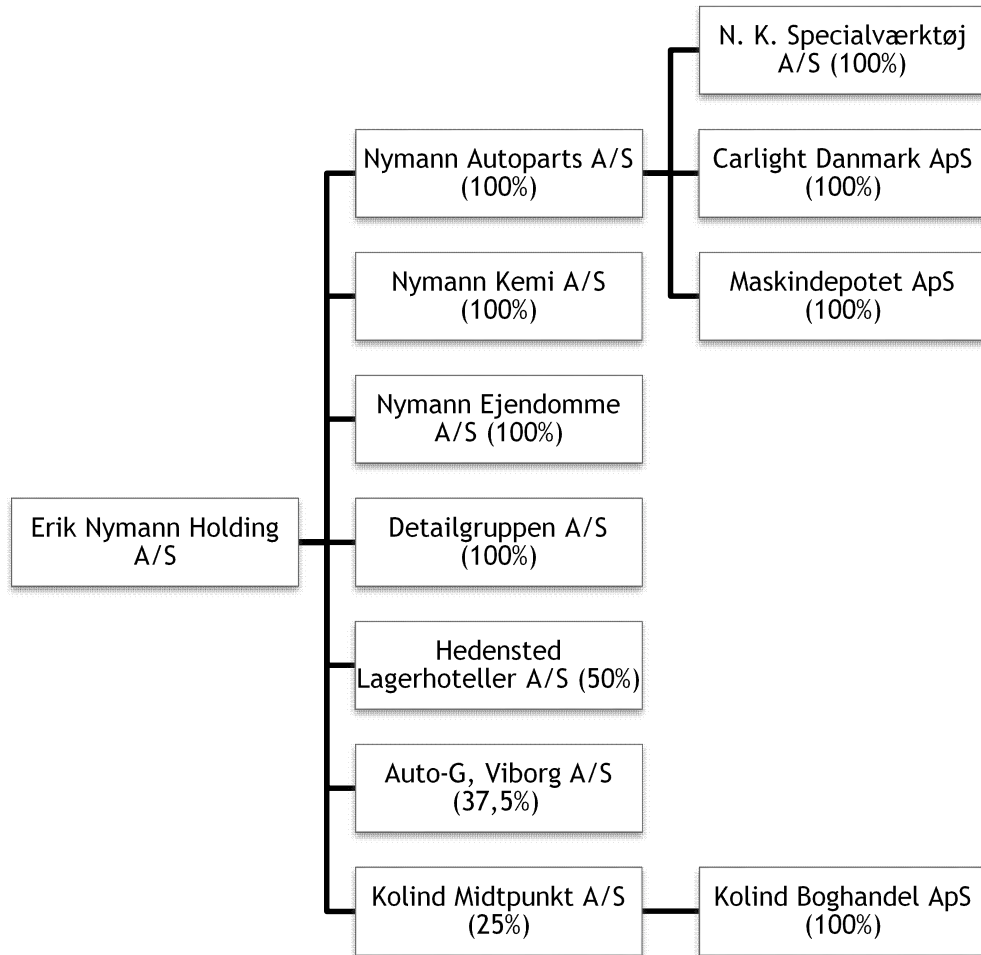 Erik Nymann Holding
A/S
Nymann Autoparts A/S
(100%)
N. K. Specialværktøj
A/S (100%)
Carlight Danmark ApS
(100%)
Maskindepotet ApS
(100%)
Nymann Kemi A/S
(100%)
Nymann Ejendomme
A/S (100%)
Detailgruppen A/S
(100%)
Hedensted
Lagerhoteller A/S (50%)
Auto-G, Viborg A/S
(37,5%)
Kolind Midtpunkt A/S
(25%)
Kolind Boghandel ApS
(100%)